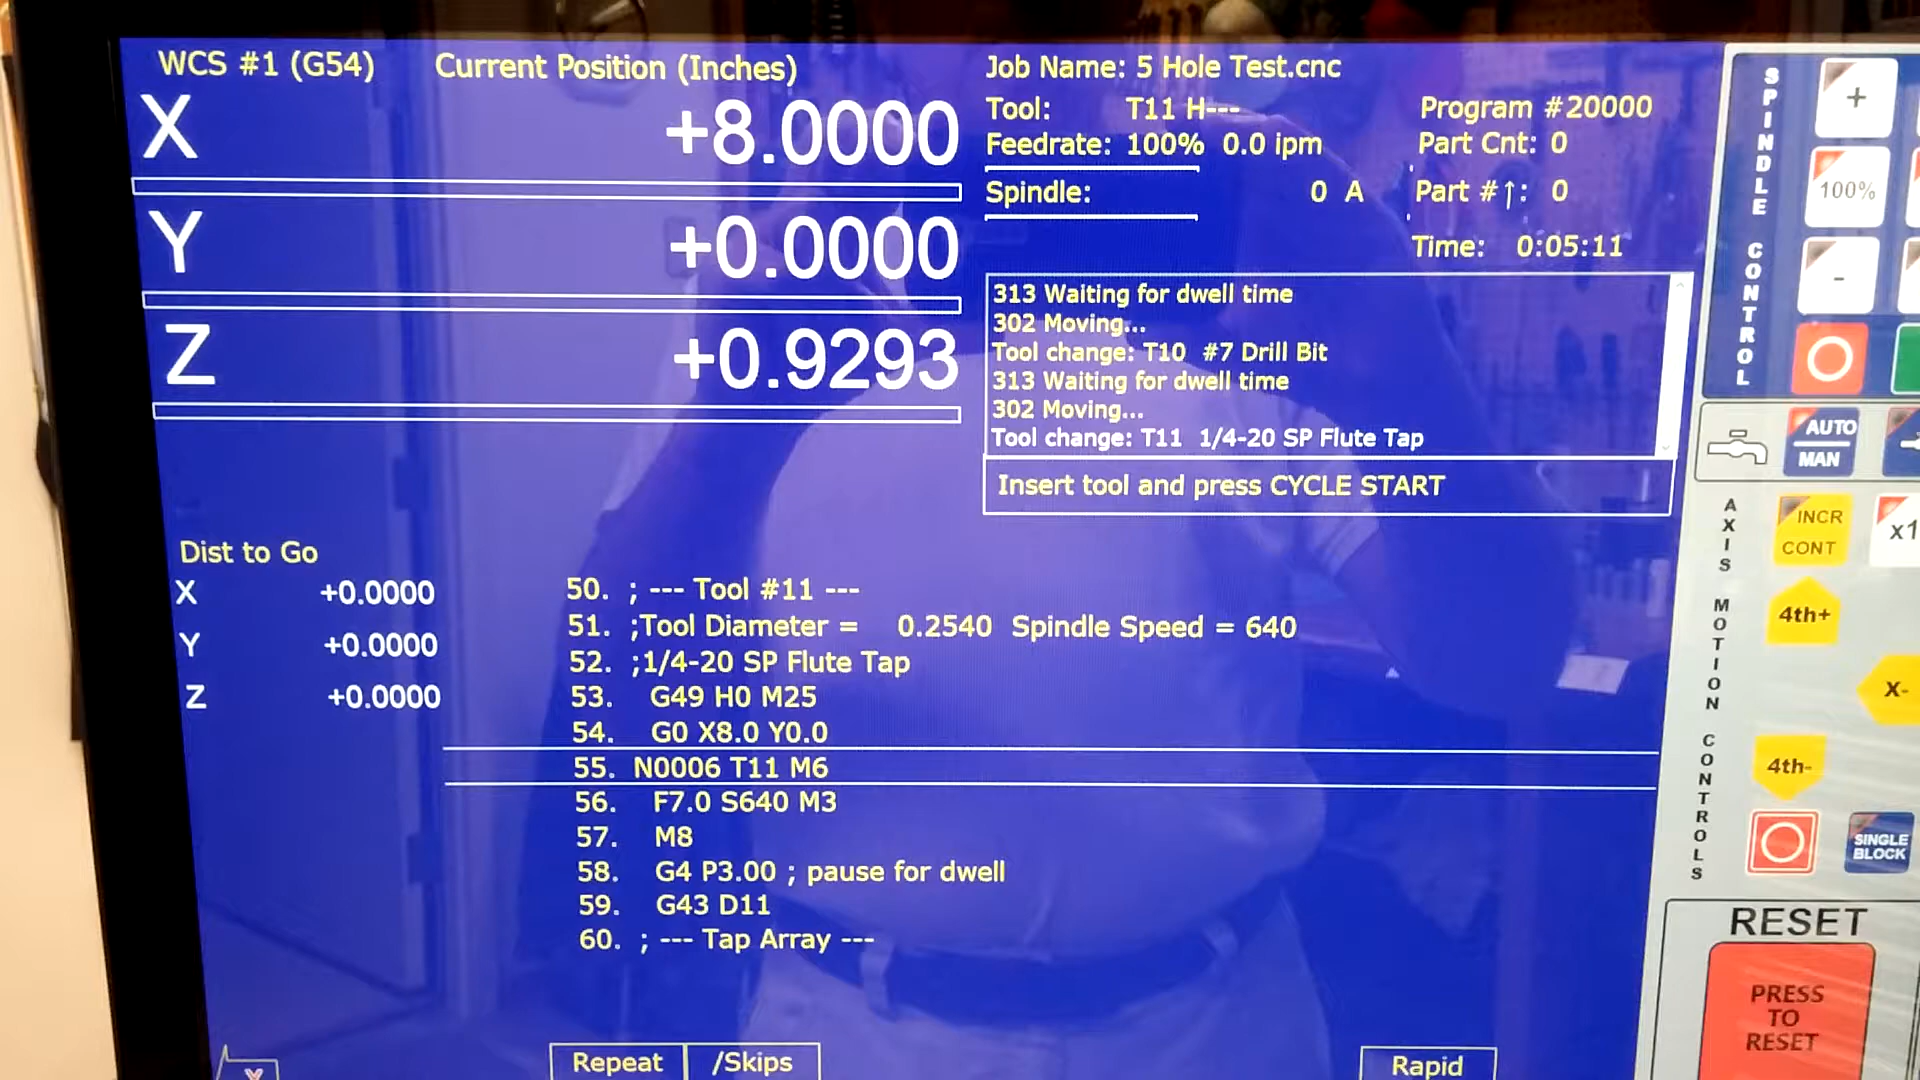 WCS #1 (G54)
Current Position (Inches)
X +8.0000
Y +0.0000
Z +0.9293
Job Name: 5 Hole Test.cnc
Tool: T11 H---
Program #20000
Feedrate: 100% 0.0 ipm
Part Cnt: 0
Spindle: 0 A
Part #↑: 0
Time: 0:05:11
313 Waiting for dwell time
302 Moving...
Tool change: T10 #7 Drill Bit
313 Waiting for dwell time
302 Moving...
Tool change: T11 1/4-20 SP Flute Tap
Insert tool and press CYCLE START
Dist to Go
X +0.0000
Y +0.0000
Z +0.0000
50. ; --- Tool #11 ---
51. ;Tool Diameter = 0.2540 Spindle Speed = 640
52. ;1/4-20 SP Flute Tap
53. G49 H0 M25
54. G0 X8.0 Y0.0
55. N0006 T11 M6
56. F7.0 S640 M3
57. M8
58. G4 P3.00 ; pause for dwell
59. G43 D11
60. ; --- Tap Array ---
Repeat
/Skips
Rapid
SPINDLE CONTROL
+
100%
-
AUTO
MAN
AXIS MOTION CONTROLS
INCR
CONT
x1
4th+
X-
4th-
SINGLE
BLOCK
RESET
PRESS
TO
RESET